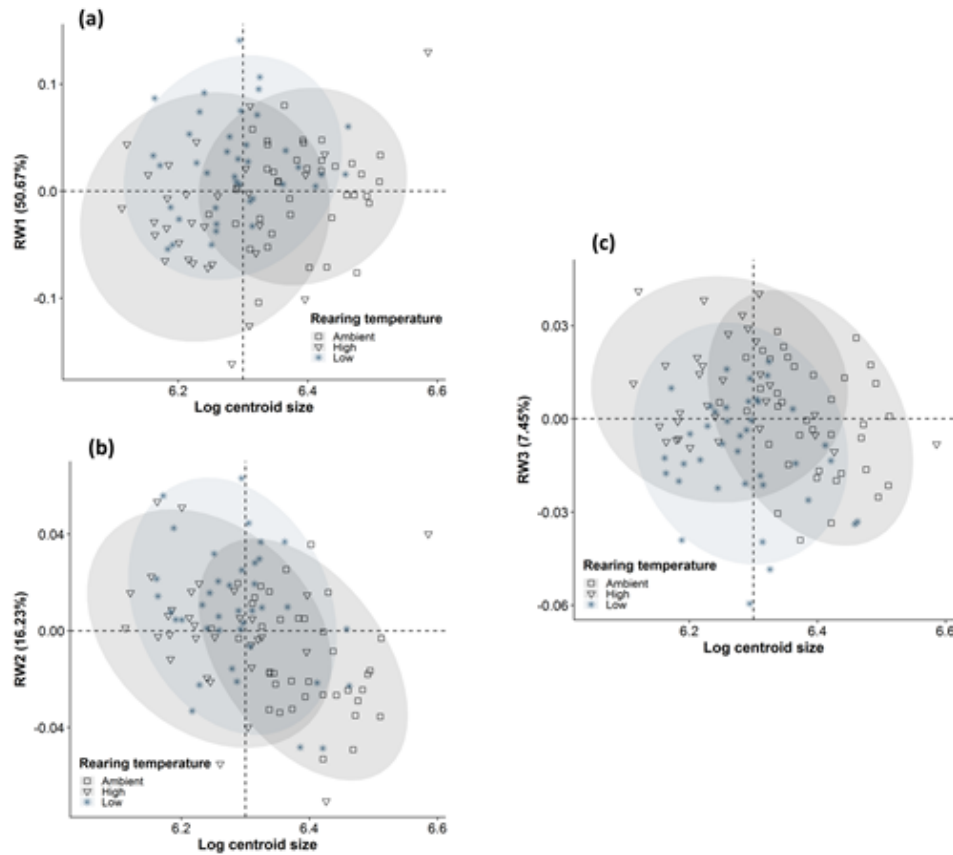 (a)
0.1
0.0
-0.1
RW1 (50.67%)
Rearing temperature
Ambient
High
Low
6.2
6.4
6.6
Log centroid size
(b)
0.04
0.00
-0.04
RW2 (16.23%)
Rearing temperature
Ambient
High
Low
6.2
6.4
6.6
Log centroid size
(c)
0.03
0.00
-0.03
-0.06
RW3 (7.45%)
Rearing temperature
Ambient
High
Low
6.2
6.4
6.6
Log centroid size